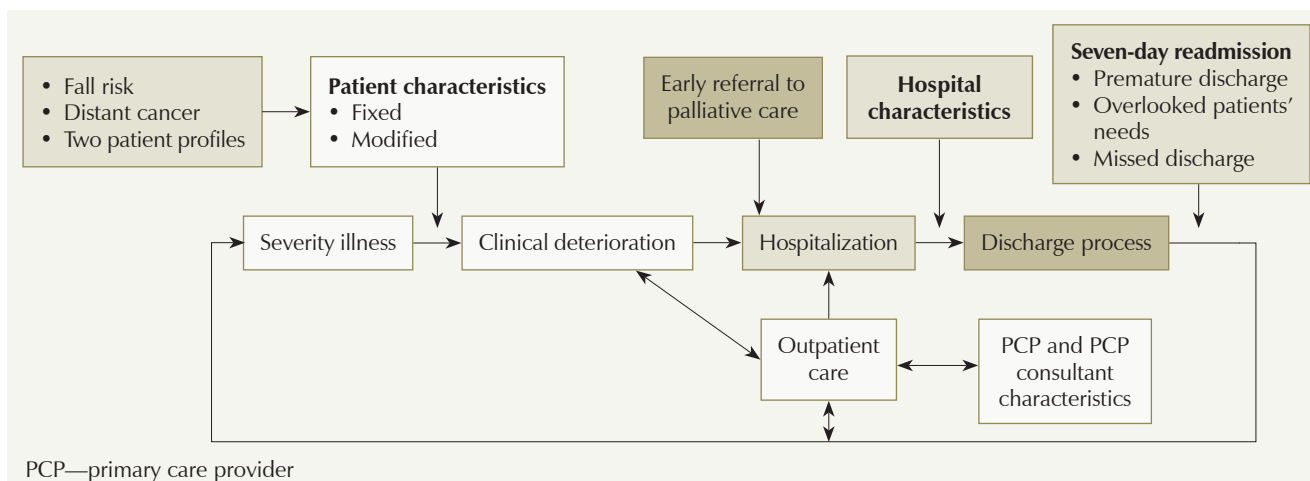 • Fall risk
• Distant cancer
• Two patient profiles
Patient characteristics
• Fixed
• Modified
Early referral to
palliative care
Hospital
characteristics
Seven-day readmission
• Premature discharge
• Overlooked patients’
needs
• Missed discharge
Severity illness
Clinical deterioration
Hospitalization
Discharge process
Outpatient
care
PCP and PCP
consultant
characteristics
PCP—primary care provider